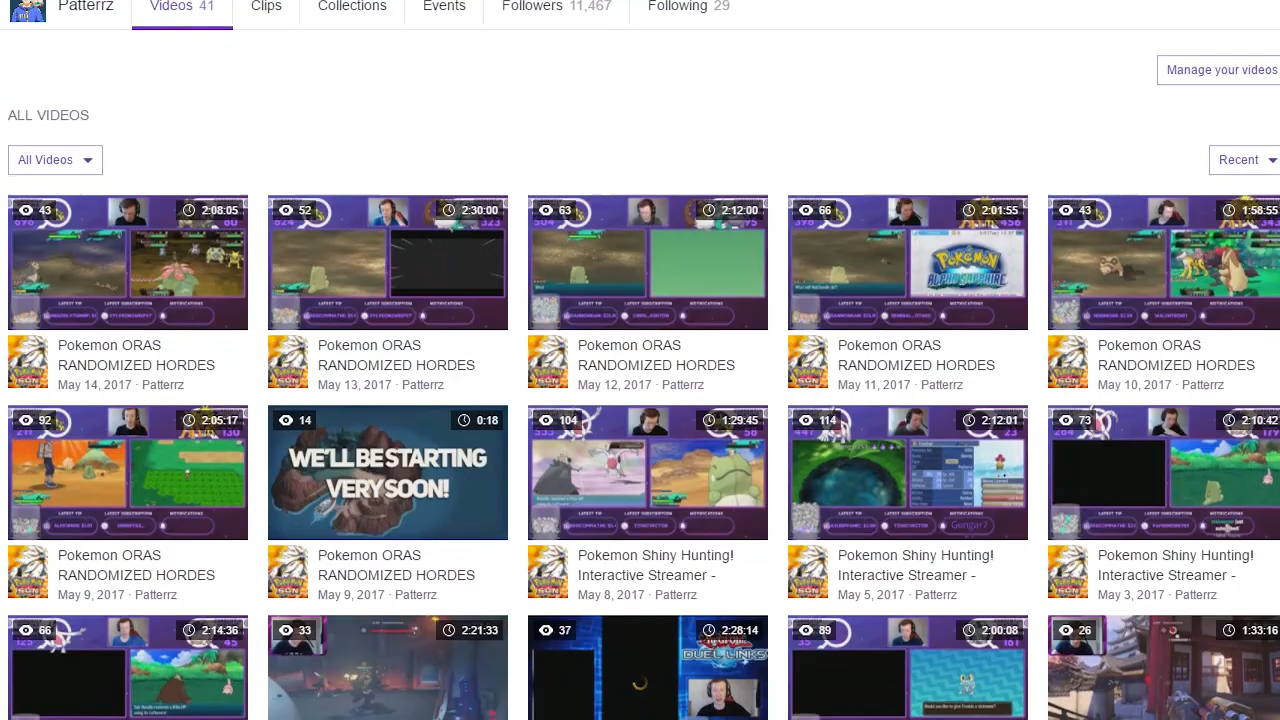 Patterrz
Videos 41
Clips
Collections
Events
Followers 11,467
Following 29
Manage your videos
ALL VIDEOS
All Videos
Recent
43
2:08:05
52
2:30:00
63
2:12:00
66
2:01:55
43
1:58:55
Pokemon ORAS
RANDOMIZED HORDES
May 14, 2017 · Patterrz
Pokemon ORAS
RANDOMIZED HORDES
May 13, 2017 · Patterrz
Pokemon ORAS
RANDOMIZED HORDES
May 12, 2017 · Patterrz
Pokemon ORAS
RANDOMIZED HORDES
May 11, 2017 · Patterrz
Pokemon ORAS
RANDOMIZED HORDES
May 10, 2017 · Patterrz
92
2:05:17
14
0:18
WE'LL BE STARTING
VERY SOON!
104
1:29:45
114
2:12:01
73
2:10:42
Pokemon ORAS
RANDOMIZED HORDES
May 9, 2017 · Patterrz
Pokemon ORAS
RANDOMIZED HORDES
May 9, 2017 · Patterrz
Pokemon Shiny Hunting!
Interactive Streamer -
May 8, 2017 · Patterrz
Pokemon Shiny Hunting!
Interactive Streamer -
May 5, 2017 · Patterrz
Pokemon Shiny Hunting!
Interactive Streamer -
May 3, 2017 · Patterrz
66
2:14:36
33
2:21:33
37
2:28:14
DUEL LINKS
89
2:00:08
26
1:33:16